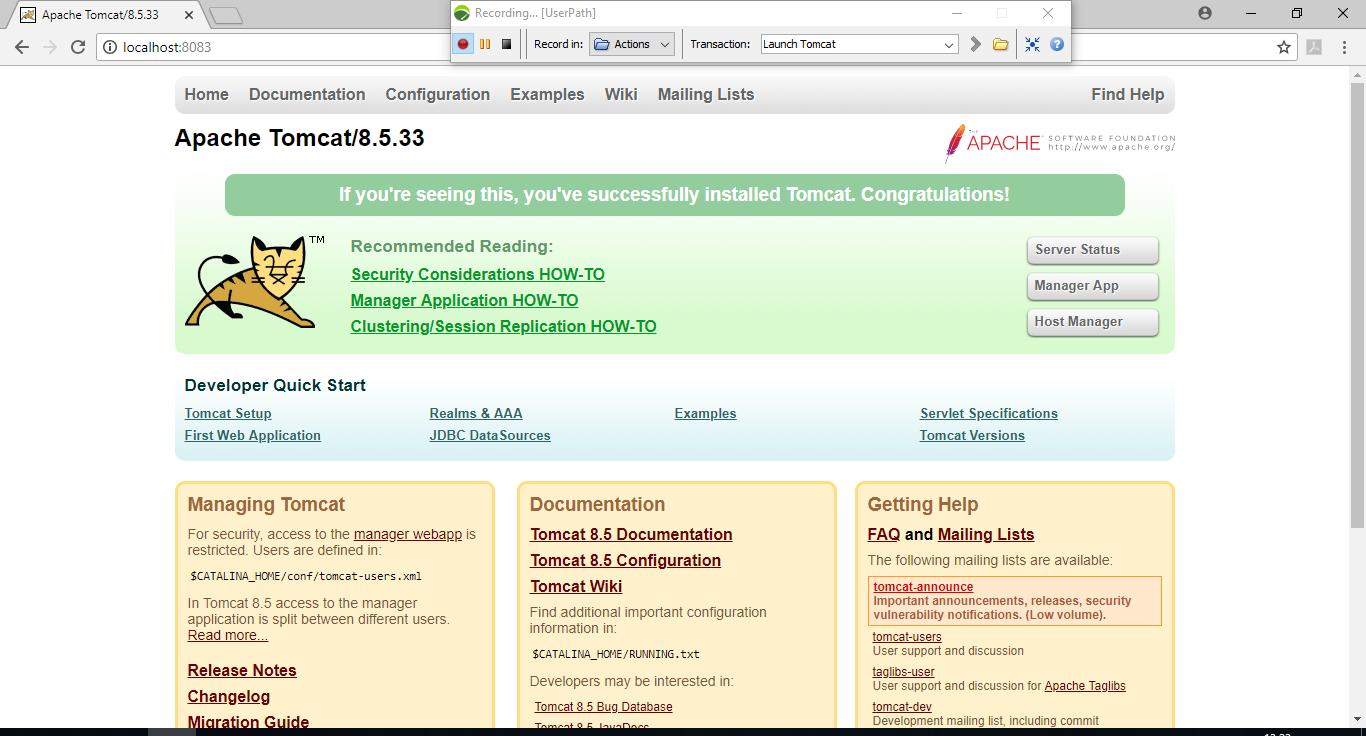 Apache Tomcat/8.5.33
Recording... [UserPath]
localhost:8083
Record in: Actions Transaction: Launch Tomcat
Home Documentation Configuration Examples Wiki Mailing Lists Find Help
Apache Tomcat/8.5.33
THE APACHE SOFTWARE FOUNDATION
http://www.apache.org/
If you're seeing this, you've successfully installed Tomcat. Congratulations!
TM
Recommended Reading:
Security Considerations HOW-TO
Manager Application HOW-TO
Clustering/Session Replication HOW-TO
Server Status
Manager App
Host Manager
Developer Quick Start
Tomcat Setup Realms & AAA Examples Servlet Specifications
First Web Application JDBC DataSources Tomcat Versions
Managing Tomcat
For security, access to the manager webapp is
restricted. Users are defined in:
$CATALINA_HOME/conf/tomcat-users.xml
In Tomcat 8.5 access to the manager
application is split between different users.
Read more...
Release Notes
Changelog
Migration Guide
Documentation
Tomcat 8.5 Documentation
Tomcat 8.5 Configuration
Tomcat Wiki
Find additional important configuration
information in:
$CATALINA_HOME/RUNNING.txt
Developers may be interested in:
Tomcat 8.5 Bug Database
Tomcat 8.5 JavaDocs
Getting Help
FAQ and Mailing Lists
The following mailing lists are available:
tomcat-announce
Important announcements, releases, security
vulnerability notifications. (Low volume).
tomcat-users
User support and discussion
taglibs-user
User support and discussion for Apache Taglibs
tomcat-dev
Development mailing list, including commit